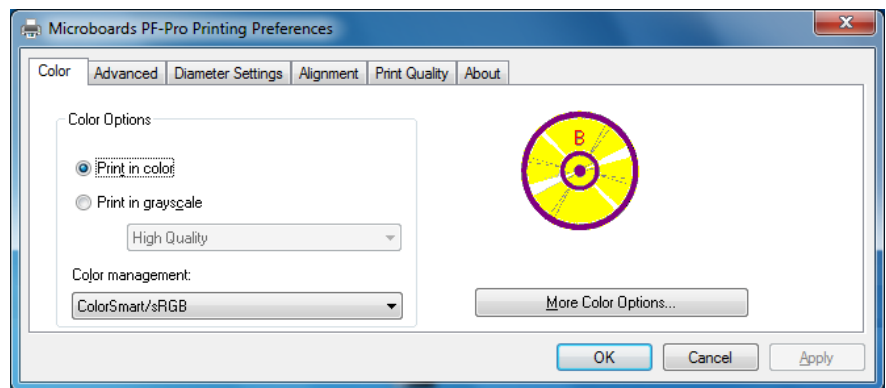 Microboards PF-Pro Printing Preferences
Color Advanced Diameter Settings Alignment Print Quality About
Color Options
B
Print in color
Print in grayscale
High Quality
Color management:
ColorSmart/sRGB
More Color Options...
OK Cancel Apply